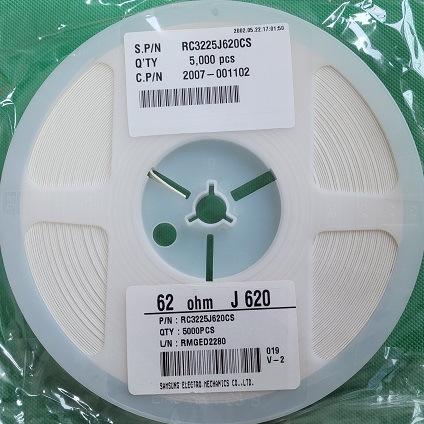 2002.05.22.17:01:50
S.P/N RC3225J620CS
Q'TY 5,000 pcs
C.P/N 2007-001102
62 ohm J 620
P/N : RC3225J620CS
QTY : 5000PCS
L/N : RMGED2280
019
V-2
SAMSUNG ELECTRO MECHANICS CO.,LTD.